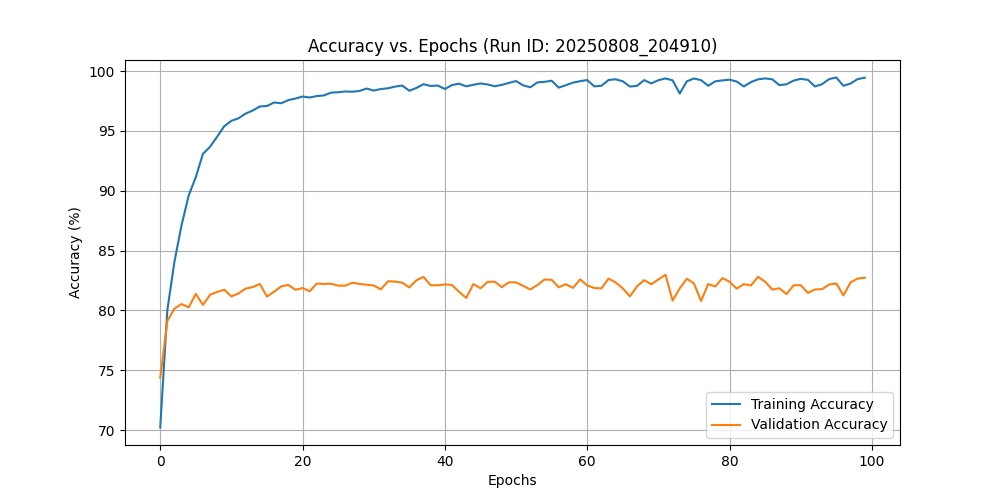 Accuracy vs. Epochs (Run ID: 20250808_204910)
100
95
90
85
80
75
70
Accuracy (%)
0 20 40 60 80 100
Epochs
Training Accuracy
Validation Accuracy